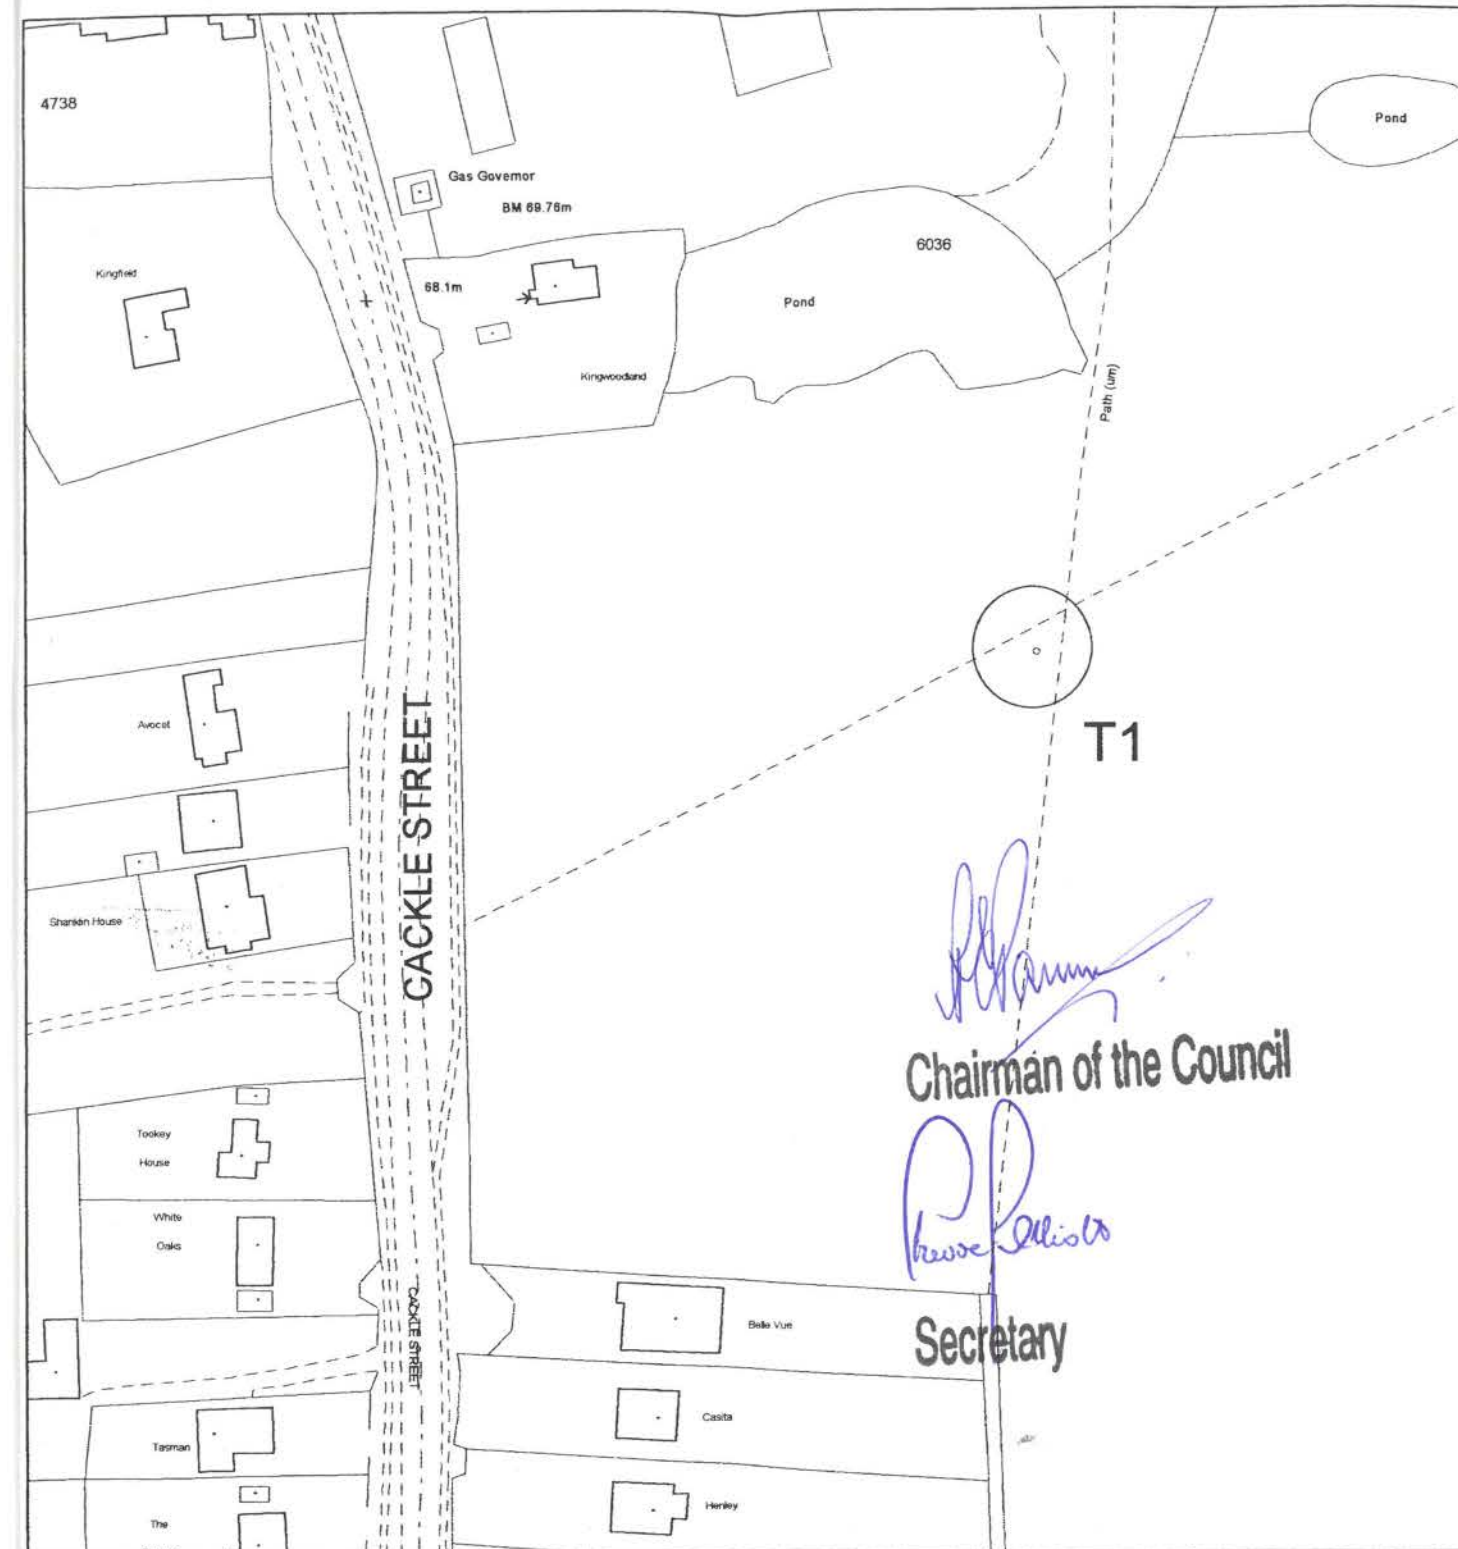 4738
Pond
Gas Governor
BM 69.76m
6036
Kingfield
68.1m
Pond
Kingwoodland
Path (um)
Avocet
CACKLE STREET
T1
Shanklin House
Chairman of the Council
Tookey
House
White
Oaks
CACKLE STREET
Belle Vue
Secretary
Casita
Tasman
Henley
The